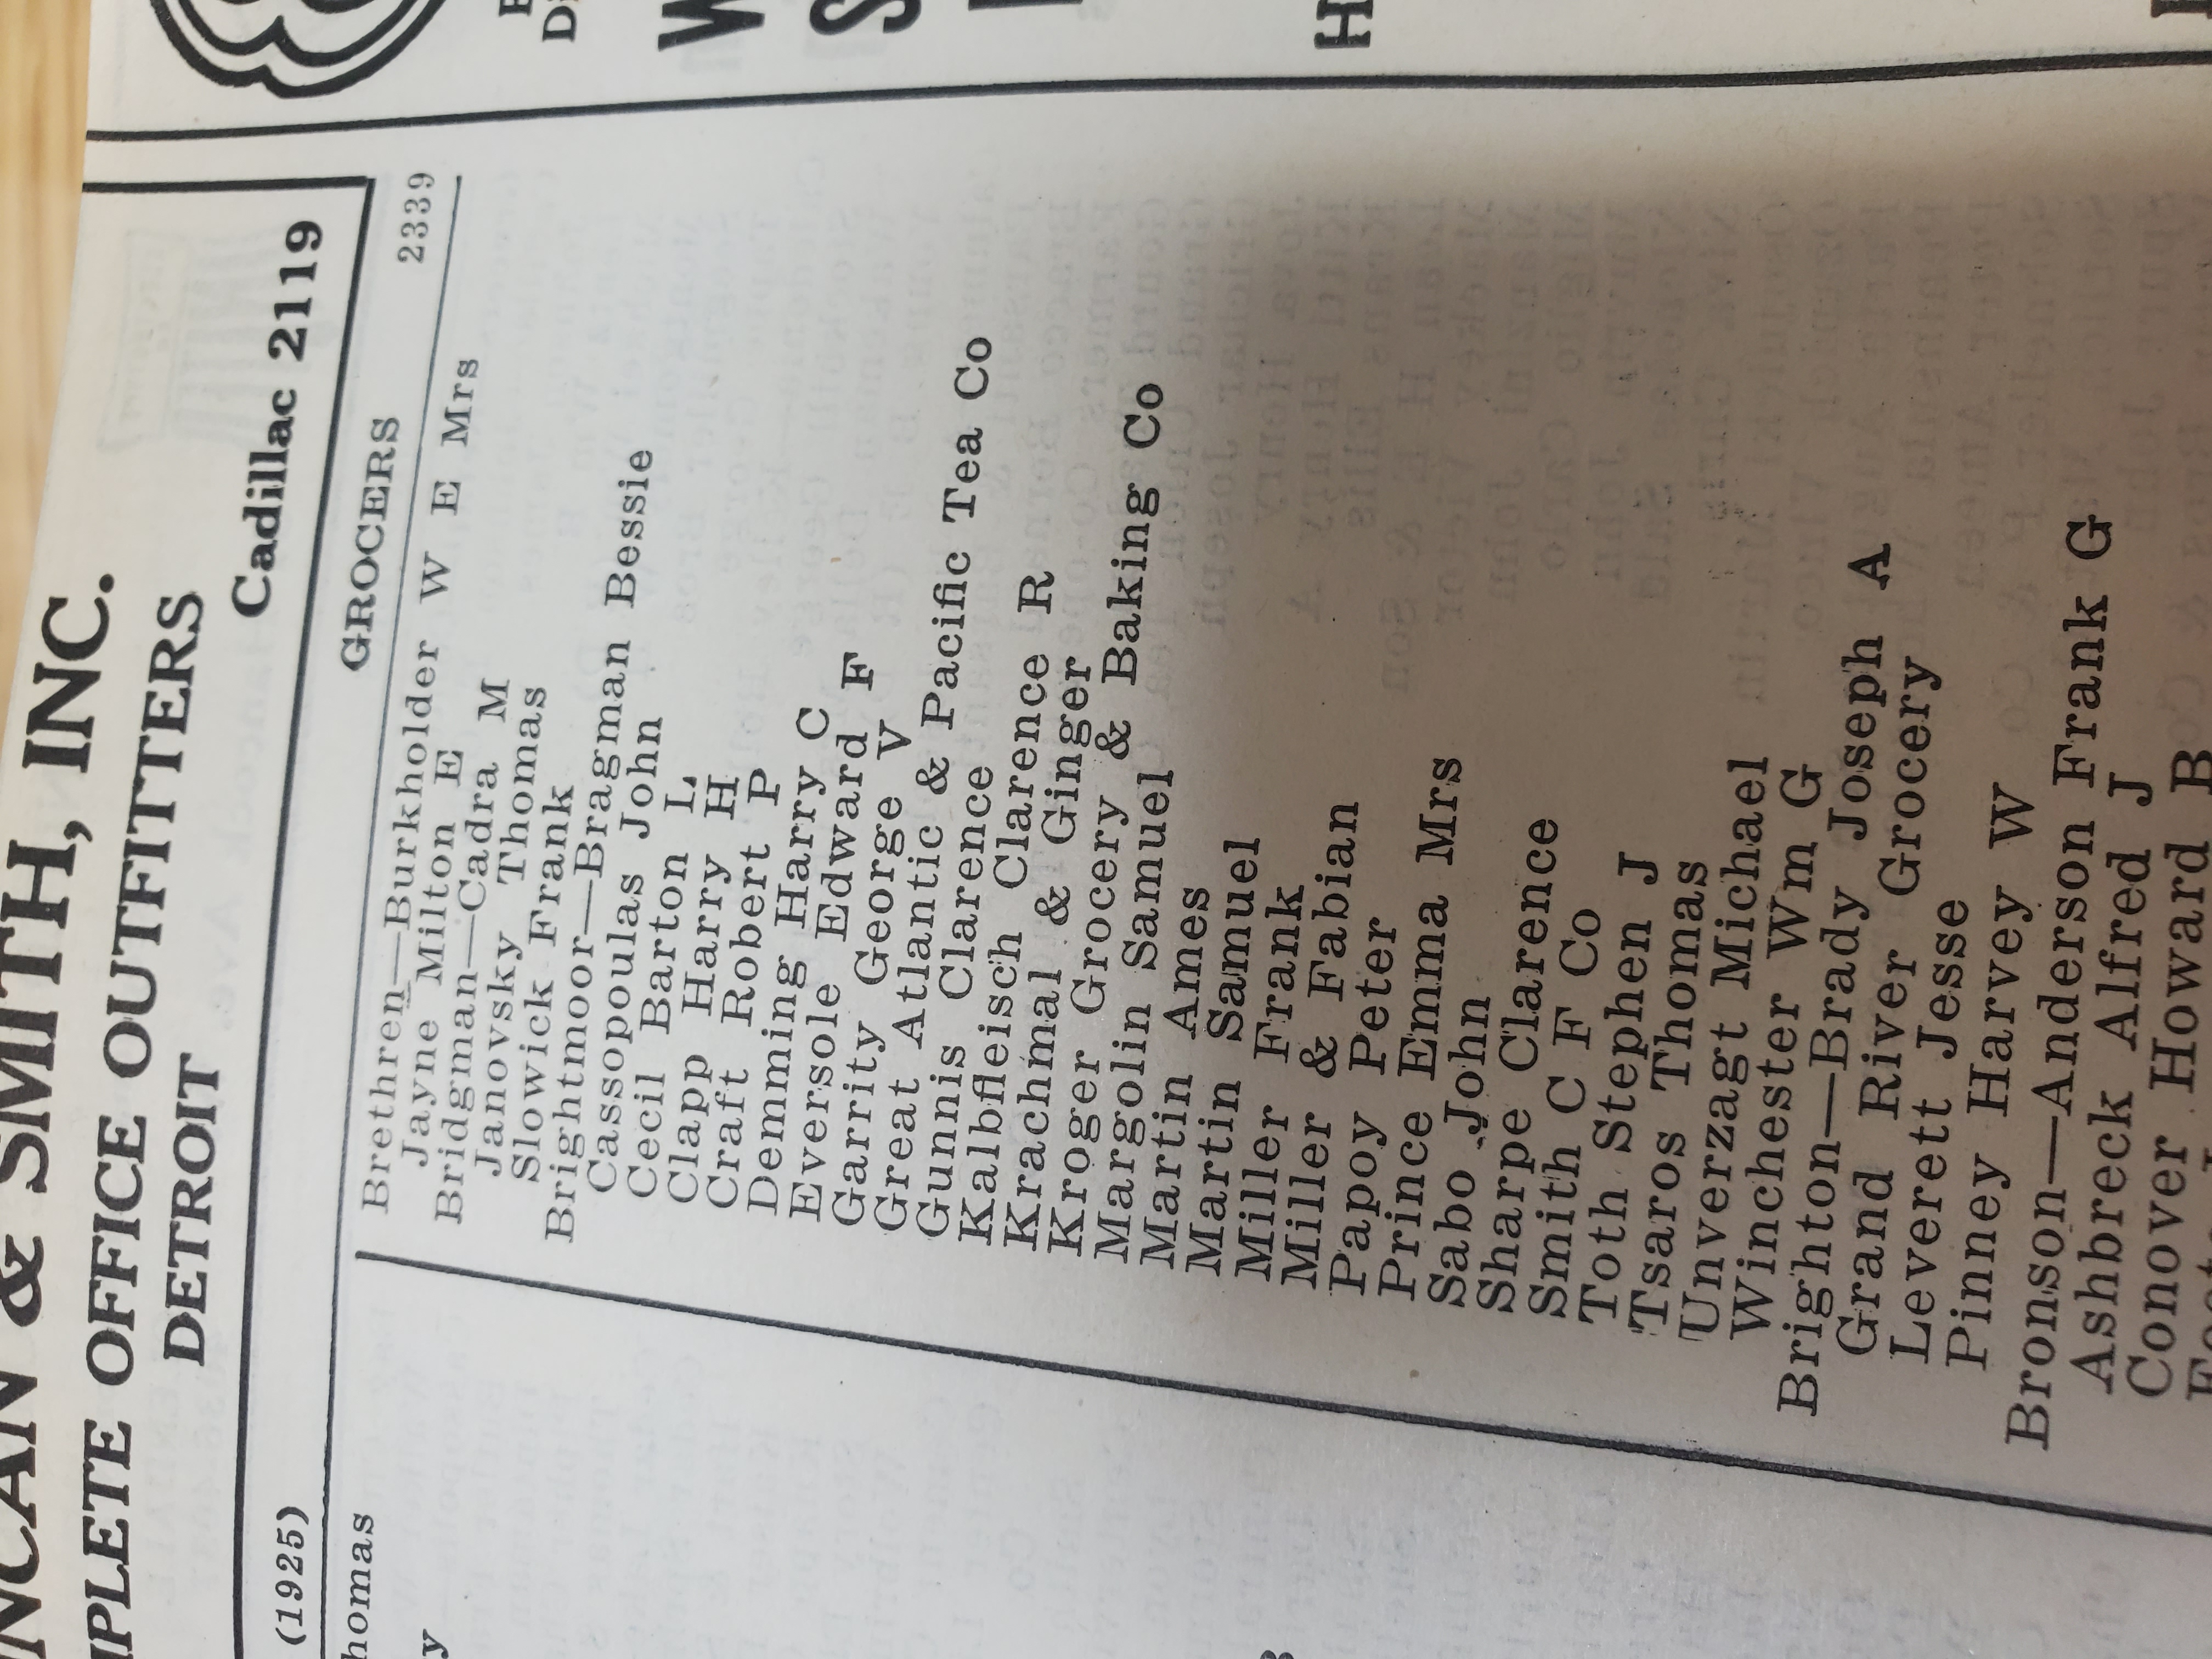 & SMITH, INC.
OFFICE OUTFITTERS
DETROIT
Cadillac 2119
(1925)
GROCERS
2339
Brethren—Burkholder W E Mrs
Jayne Milton E
Bridgman—Cadra M
Janovsky Thomas
Slowick Frank
Brightmoor—Bragman Bessie
Cassopoulas John
Cecil Barton L
Clapp Harry H
Craft Robert P
Demming Harry C
Eversole Edward F
Garrity George V
Great Atlantic & Pacific Tea Co
Gunnis Clarence
Kalbfleisch Clarence R
Krachmal & Ginger
Kroger Grocery & Baking Co
Margolin Samuel
Martin Ames
Martin Samuel
Miller Frank
Miller & Fabian
Papoy Peter
Prince Emma Mrs
Sabo John
Sharpe Clarence
Smith C F Co
Toth Stephen J
Tsaros Thomas
Unverzagt Michael
Winchester Wm G
Brighton—Brady Joseph A
Grand River Grocery
Leverett Jesse
Pinney Harvey W
Bronson—Anderson Frank G
Ashbreck Alfred J
Conover Howard B